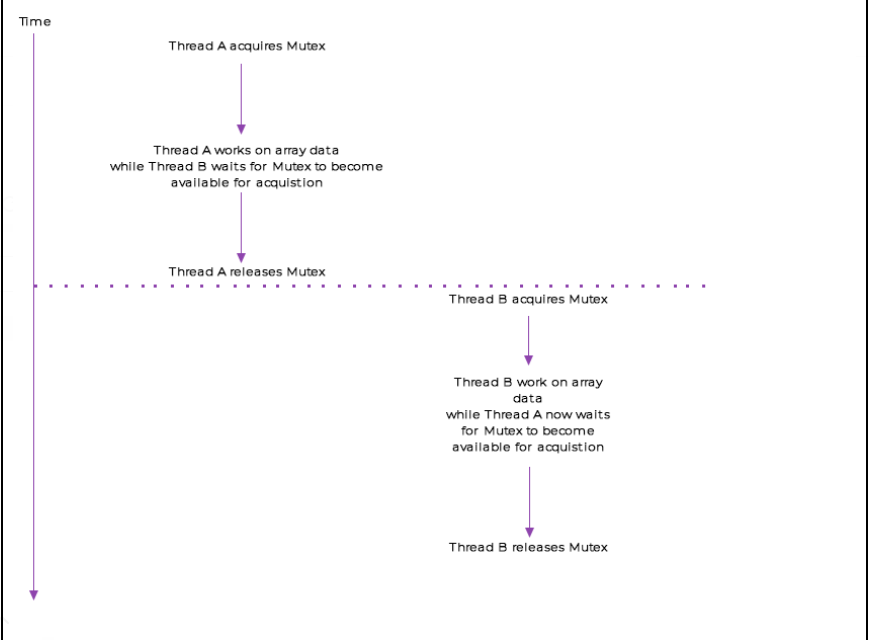 Time
Thread A acquires Mutex
Thread A works on array data
while Thread B waits for Mutex to become
available for acquistion
Thread A releases Mutex
Thread B acquires Mutex
Thread B work on array
data
while Thread A now waits
for Mutex to become
available for acquistion
Thread B releases Mutex